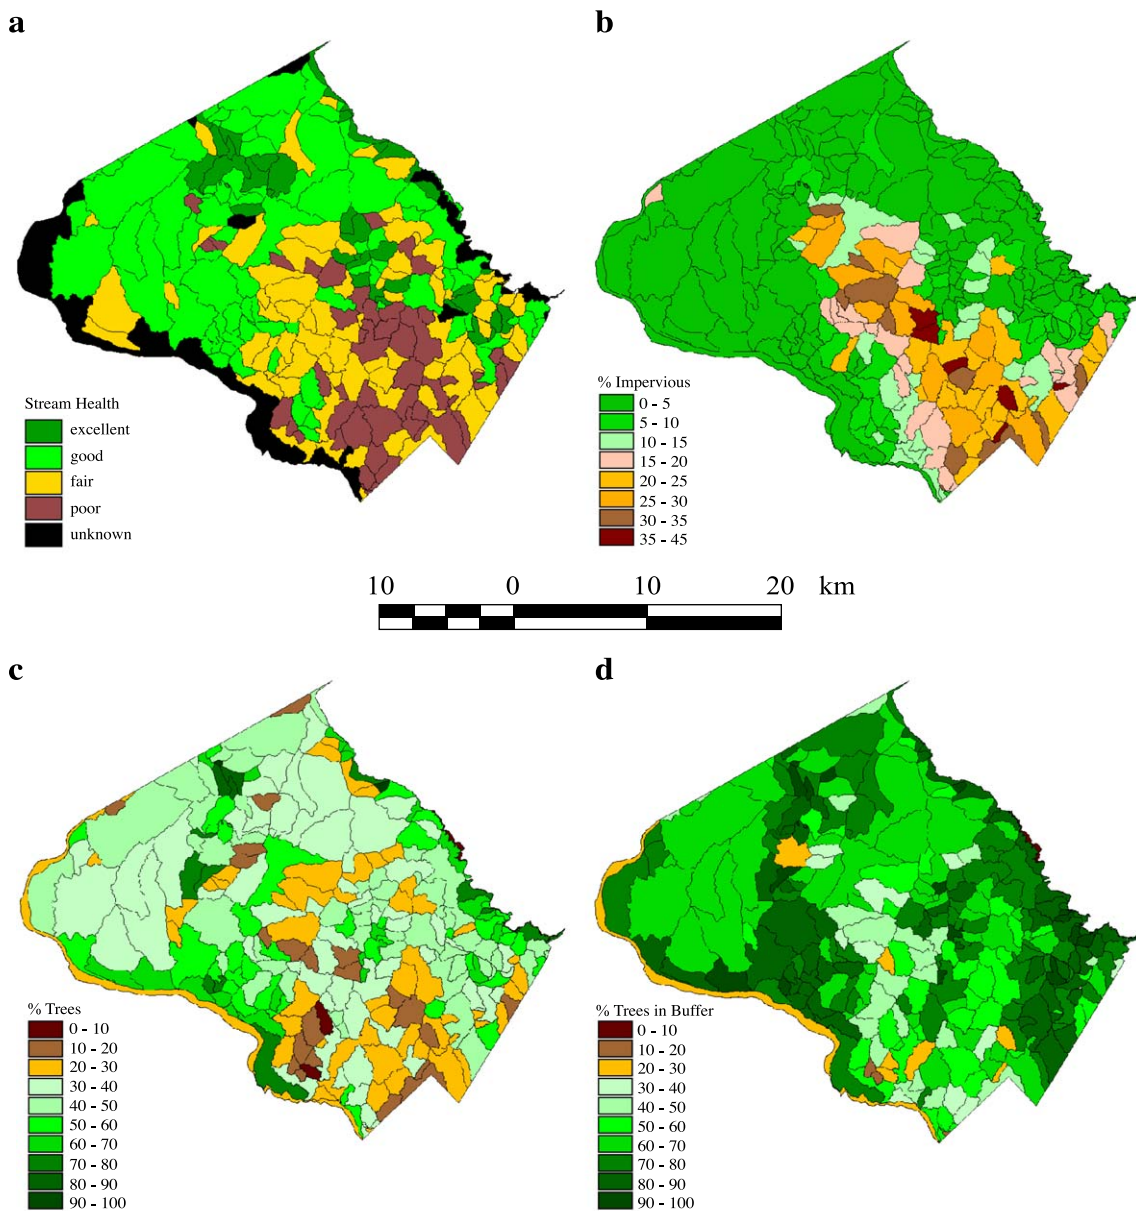 a
b
Stream Health
excellent
good
fair
poor
unknown
% Impervious
0 - 5
5 - 10
10 - 15
15 - 20
20 - 25
25 - 30
30 - 35
35 - 45
10 0 10 20 km
c
d
% Trees
0 - 10
10 - 20
20 - 30
30 - 40
40 - 50
50 - 60
60 - 70
70 - 80
80 - 90
90 - 100
% Trees in Buffer
0 - 10
10 - 20
20 - 30
30 - 40
40 - 50
50 - 60
60 - 70
70 - 80
80 - 90
90 - 100